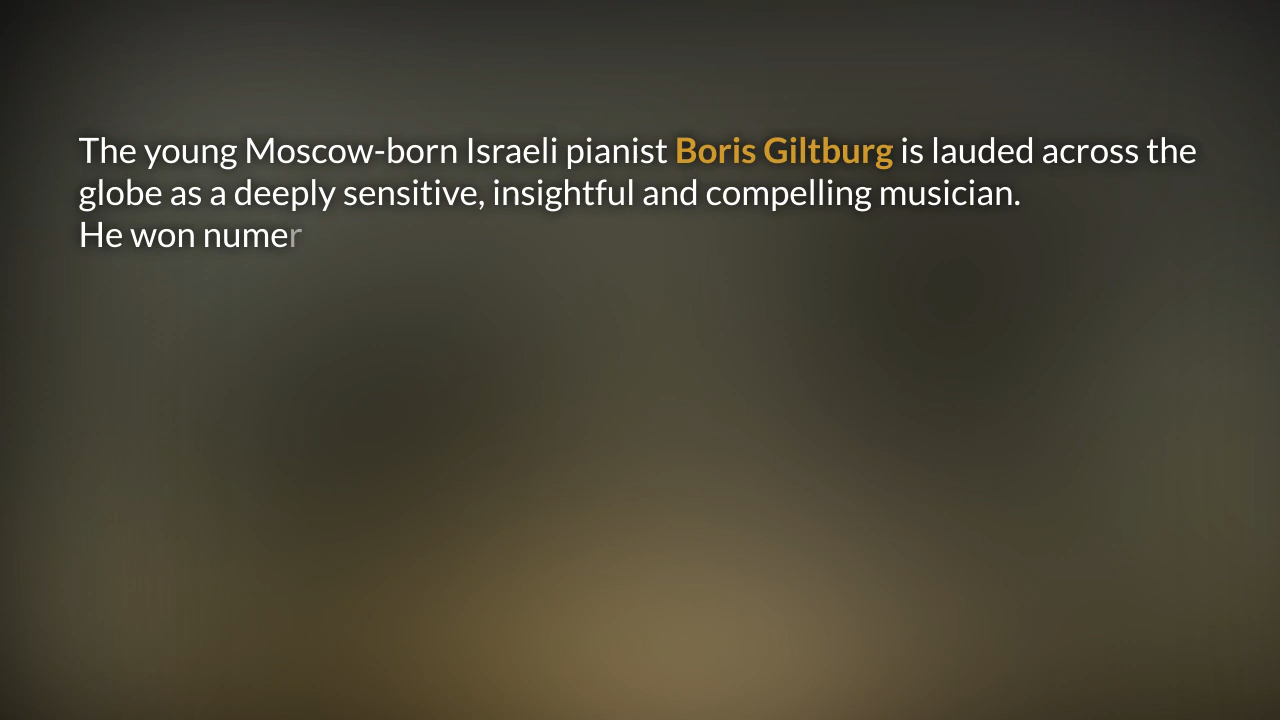 The young Moscow-born Israeli pianist Boris Giltburg is lauded across the
globe as a deeply sensitive, insightful and compelling musician.
He won numer